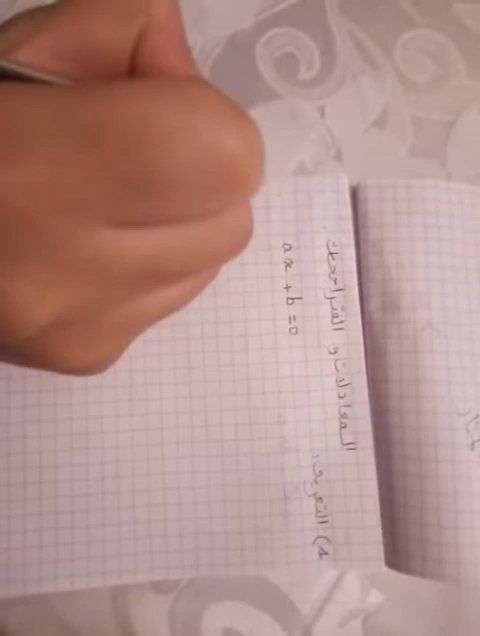 المعادلات و المتراجحات.
1) التعريف:
ax + b = 0